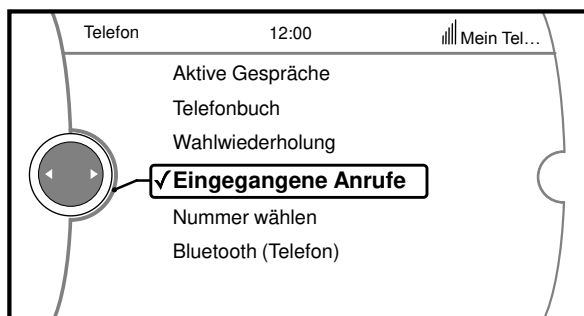 Telefon 12:00 Mein Tel…
Aktive Gespräche
Telefonbuch
Wahlwiederholung
Eingegangene Anrufe
Nummer wählen
Bluetooth (Telefon)